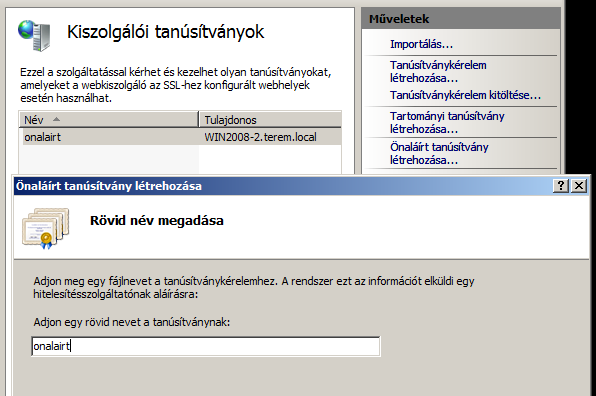 Kiszolgálói tanúsítványok
Ezzel a szolgáltatással kérhet és kezelhet olyan tanúsítványokat,
amelyeket a webkiszolgáló az SSL-hez konfigurált webhelyek
esetén használhat.
Név Tulajdonos
onalairt WIN2008-2.terem.local
Műveletek
Importálás...
Tanúsítványkérelem
létrehozása...
Tanúsítványkérelem kitöltése...
Tartományi tanúsítvány
létrehozása...
Önaláírt tanúsítvány
létrehozása...
Önaláírt tanúsítvány létrehozása
Rövid név megadása
Adjon meg egy fájlnevet a tanúsítványkérelemhez. A rendszer ezt az információt elküldi egy
hitelesítésszolgáltatónak aláírásra:
Adjon egy rövid nevet a tanúsítványnak:
onalairt